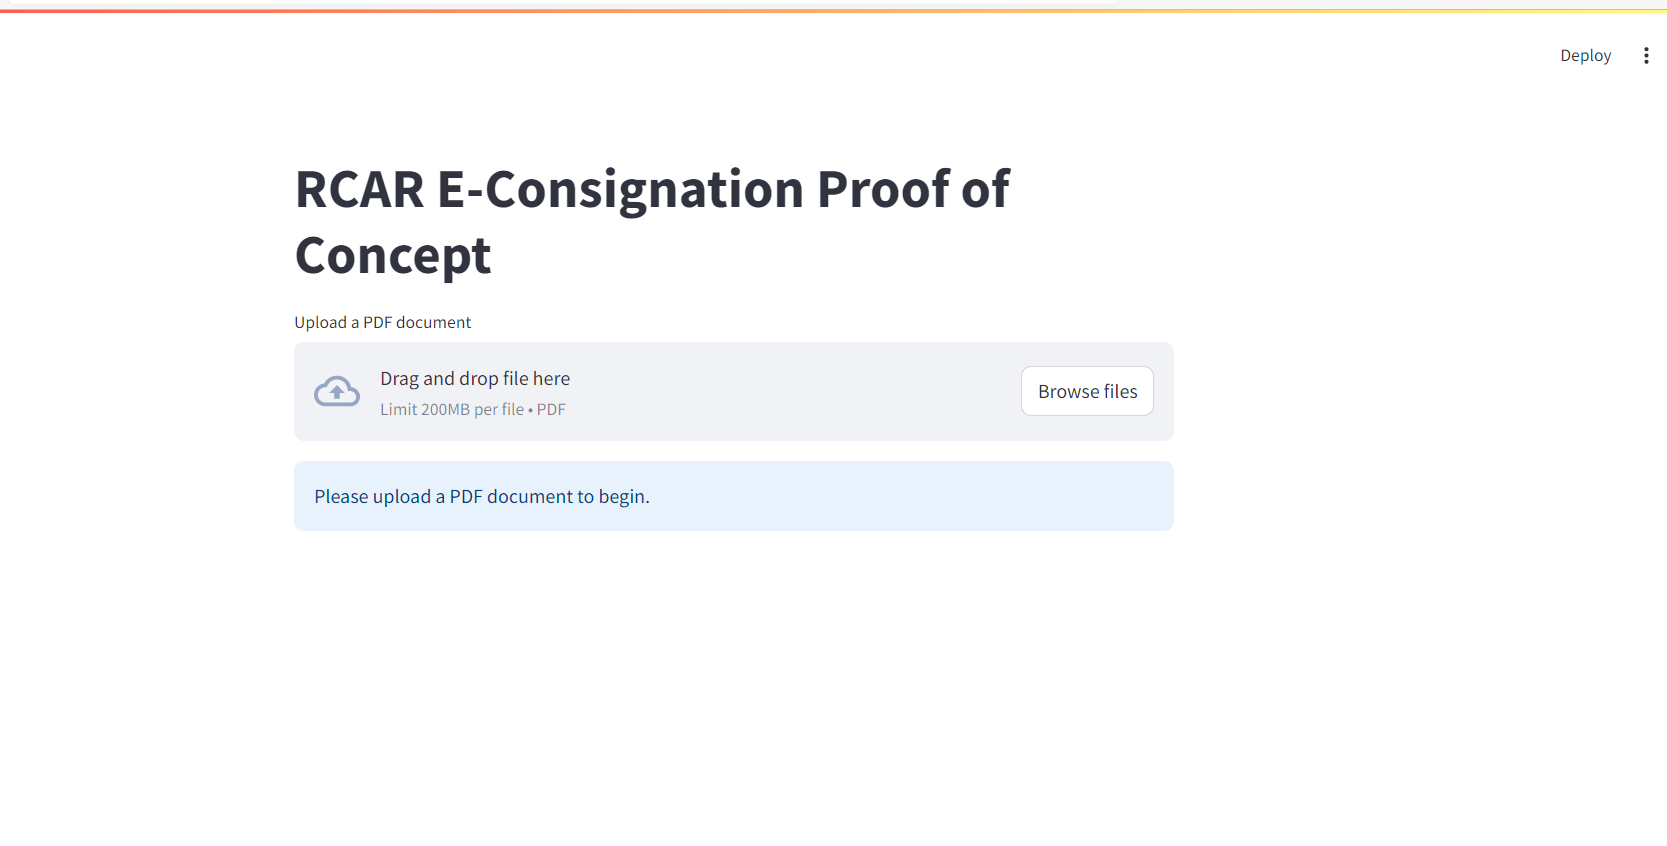 Deploy
RCAR E-Consignation Proof of
Concept
Upload a PDF document
Drag and drop file here
Limit 200MB per file • PDF
Browse files
Please upload a PDF document to begin.